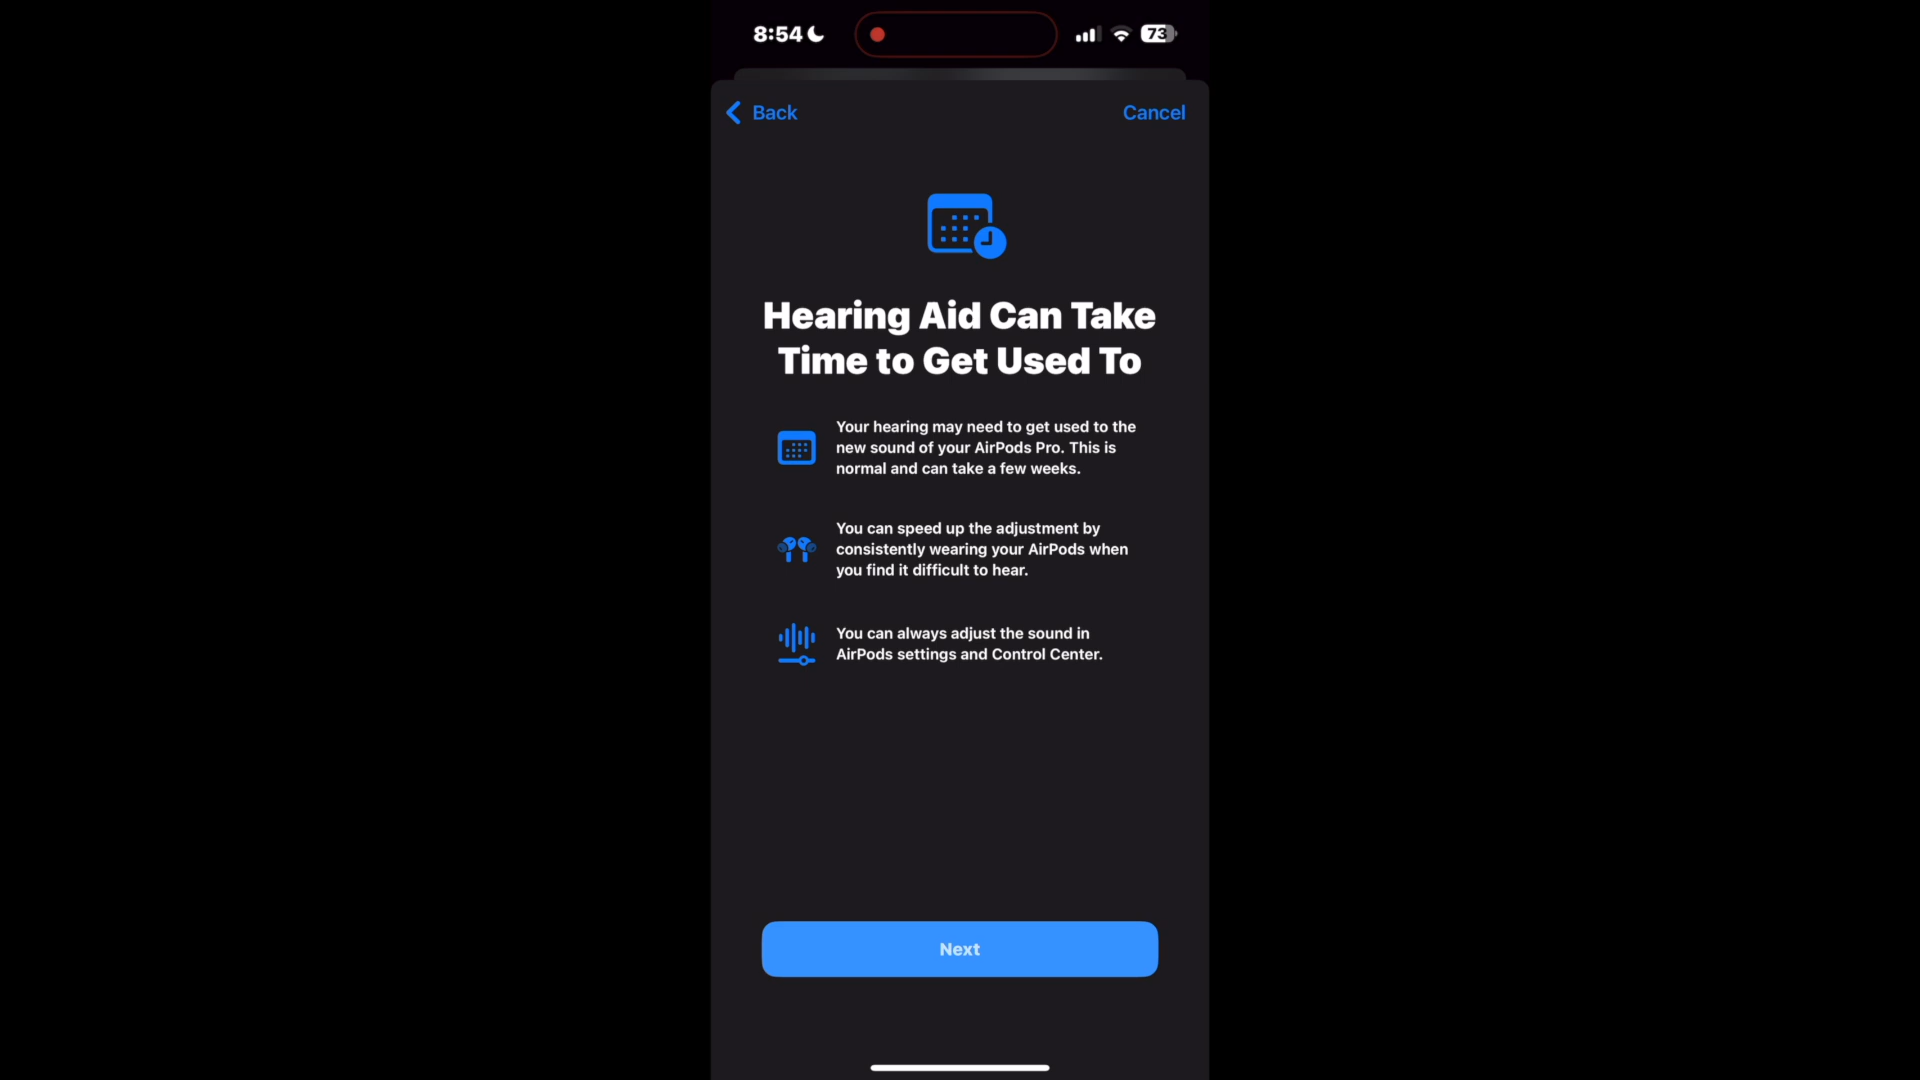 8:54
73
Back
Cancel
Hearing Aid Can Take
Time to Get Used To
Your hearing may need to get used to the
new sound of your AirPods Pro. This is
normal and can take a few weeks.
You can speed up the adjustment by
consistently wearing your AirPods when
you find it difficult to hear.
You can always adjust the sound in
AirPods settings and Control Center.
Next